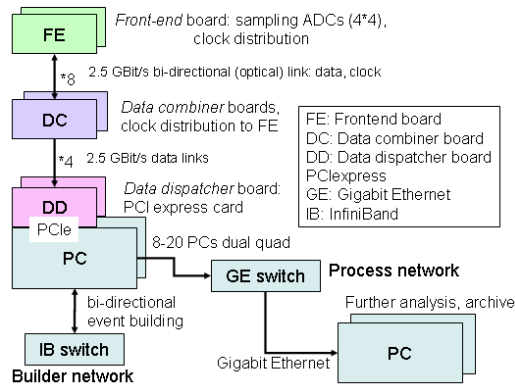 FE
Front-end board: sampling ADCs (4*4),
clock distribution
*8
2.5 GBit/s bi-directional (optical) link: data, clock
DC
Data combiner boards,
clock distribution to FE
*4
2.5 GBit/s data links
FE: Frontend board
DC: Data combiner board
DD: Data dispatcher board
PCIexpress
GE: Gigabit Ethernet
IB: InfiniBand
DD
Data dispatcher board:
PCI express card
PCIe
PC
8-20 PCs dual quad
GE switch
Process network
bi-directional
event building
Further analysis, archive
IB switch
Builder network
Gigabit Ethernet
PC